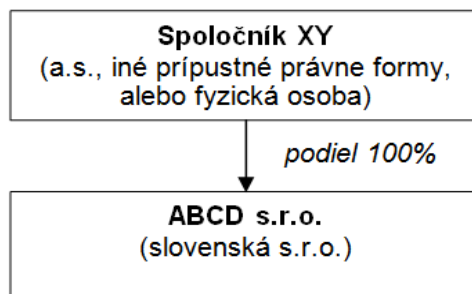 Spoločník XY
(a.s., iné prípustné právne formy,
alebo fyzická osoba)
podiel 100%
ABCD s.r.o.
(slovenská s.r.o.)